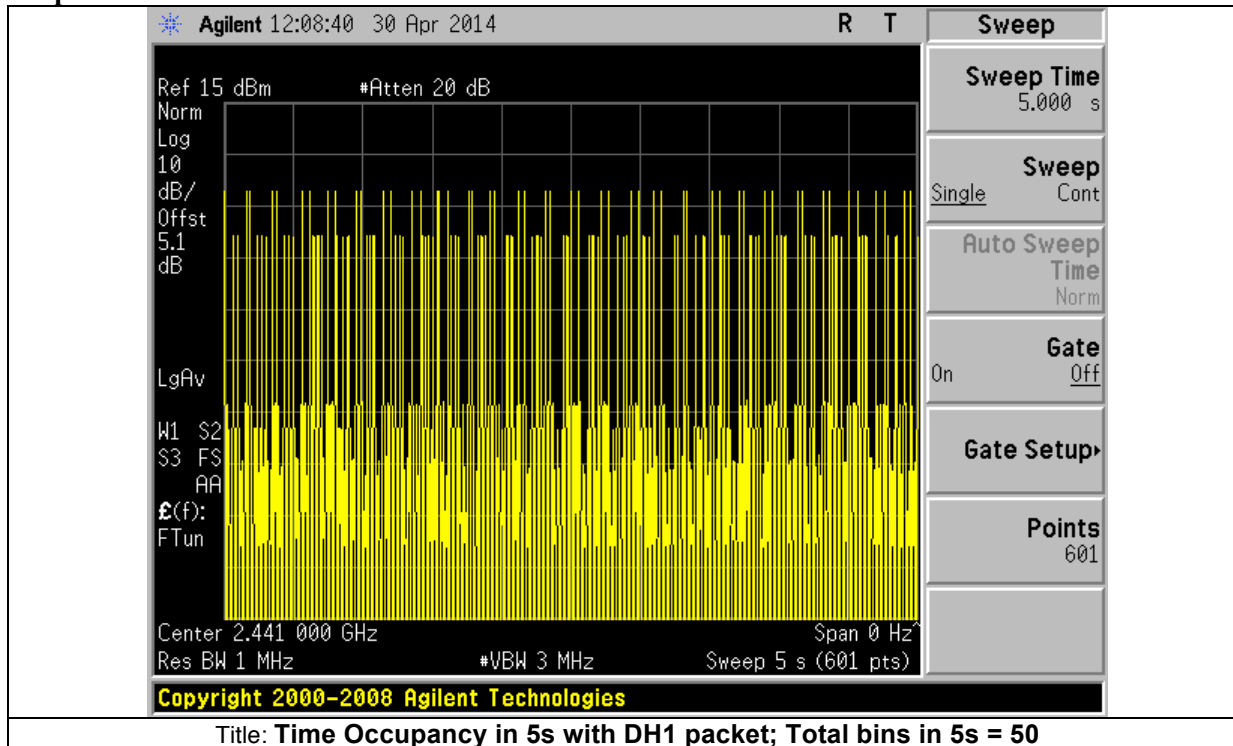 Agilent 12:08:40 30 Apr 2014 R T
Ref 15 dBm #Atten 20 dB
Norm
Log
10
dB/
Offst
5.1
dB
LgAv
W1 S2
S3 FS
AA
£(f):
FTun
Center 2.441 000 GHz Span 0 Hz^
Res BW 1 MHz #VBW 3 MHz Sweep 5 s (601 pts)
Copyright 2000-2008 Agilent Technologies
Sweep
Sweep Time
5.000 s
Sweep
Single Cont
Auto Sweep
Time
Norm
Gate
On Off
Gate Setup▸
Points
601
Title: Time Occupancy in 5s with DH1 packet; Total bins in 5s = 50